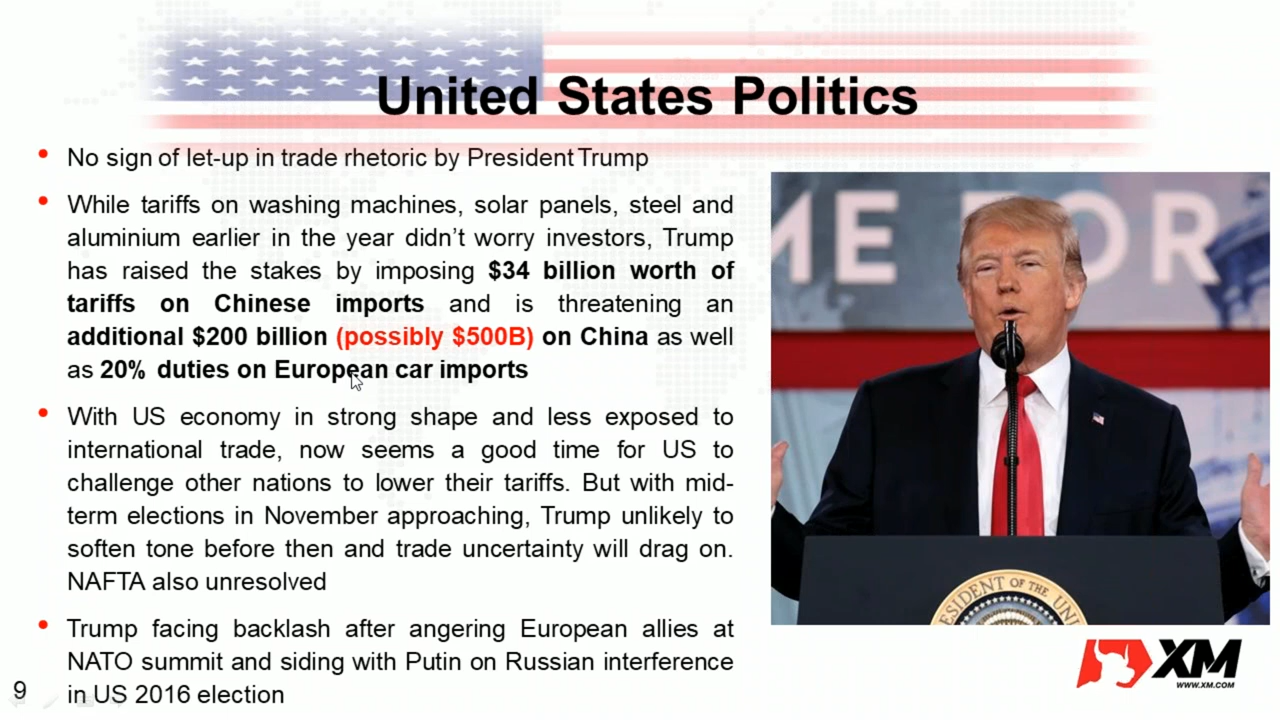 United States Politics
• No sign of let-up in trade rhetoric by President Trump
• While tariffs on washing machines, solar panels, steel and
aluminium earlier in the year didn’t worry investors, Trump
has raised the stakes by imposing $34 billion worth of
tariffs on Chinese imports and is threatening an
additional $200 billion (possibly $500B) on China as well
as 20% duties on European car imports
• With US economy in strong shape and less exposed to
international trade, now seems a good time for US to
challenge other nations to lower their tariffs. But with mid-
term elections in November approaching, Trump unlikely to
soften tone before then and trade uncertainty will drag on.
NAFTA also unresolved
• Trump facing backlash after angering European allies at
NATO summit and siding with Putin on Russian interference
in US 2016 election
9
ME FOR
ESIDENT OF THE UN
XM
WWW.XM.COM